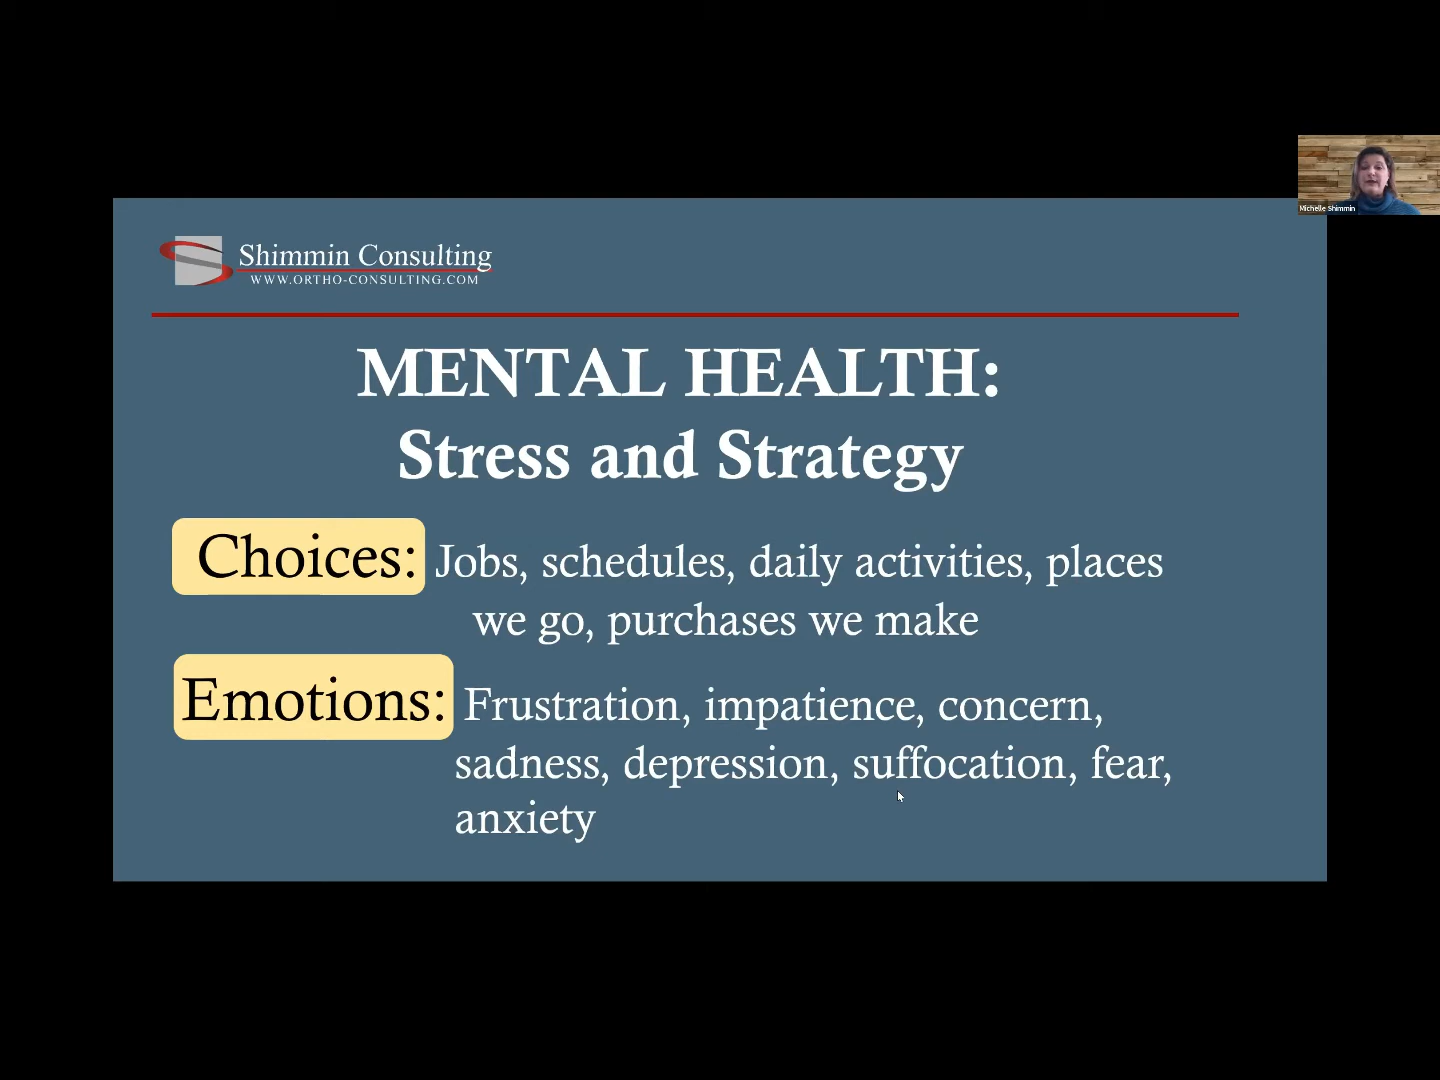 Michelle Shimmin
Shimmin Consulting
WWW.ORTHO-CONSULTING.COM
MENTAL HEALTH:
Stress and Strategy
Choices: Jobs, schedules, daily activities, places
we go, purchases we make
Emotions: Frustration, impatience, concern,
sadness, depression, suffocation, fear,
anxiety